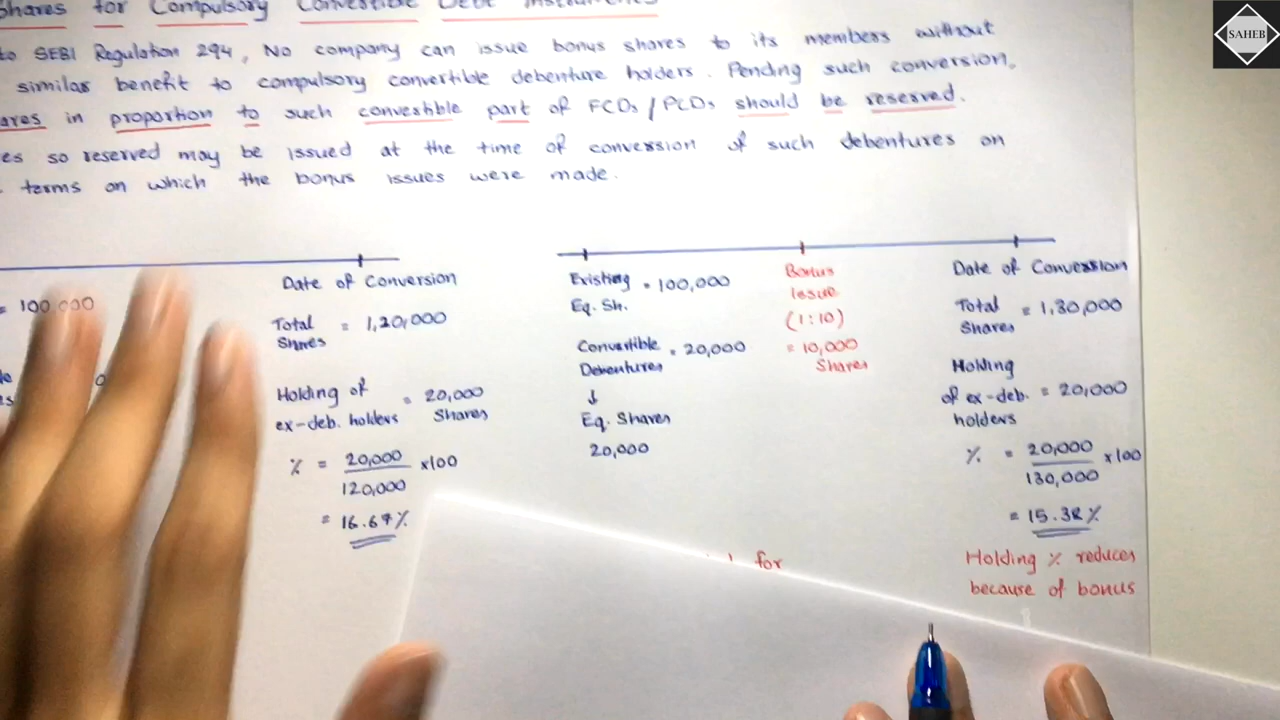 Shares for Compulsory Convertible Debt Instruments
to SEBI Regulation 294, No company can issue bonus shares to its members without
similar benefit to compulsory convertible debenture holders. Pending such conversion,
ares in proportion to such convertible part of FCDs/PCDs should be reserved.
es so reserved may be issued at the time of conversion of such debentures on
terms on which the bonus issues were made.
= 100,000
Date of Conversion
Total Shres = 1,20,000
Holding of ex-deb. holders = 20,000 Shares
% = 20,000 / 120,000 x100
= 16.67%
Existing Eq. Sh. = 100,000
Convertible Debentures = 20,000
↓
Eq. Shares
20,000
Bonus
Issue
(1:10)
= 10,000
Shares
Date of Conversion
Total Shares = 1,30,000
Holding of ex-deb. holders = 20,000
% = 20,000 / 130,000 x100
= 15.38%
Holding % reduces
because of bonus
for
SAHEB